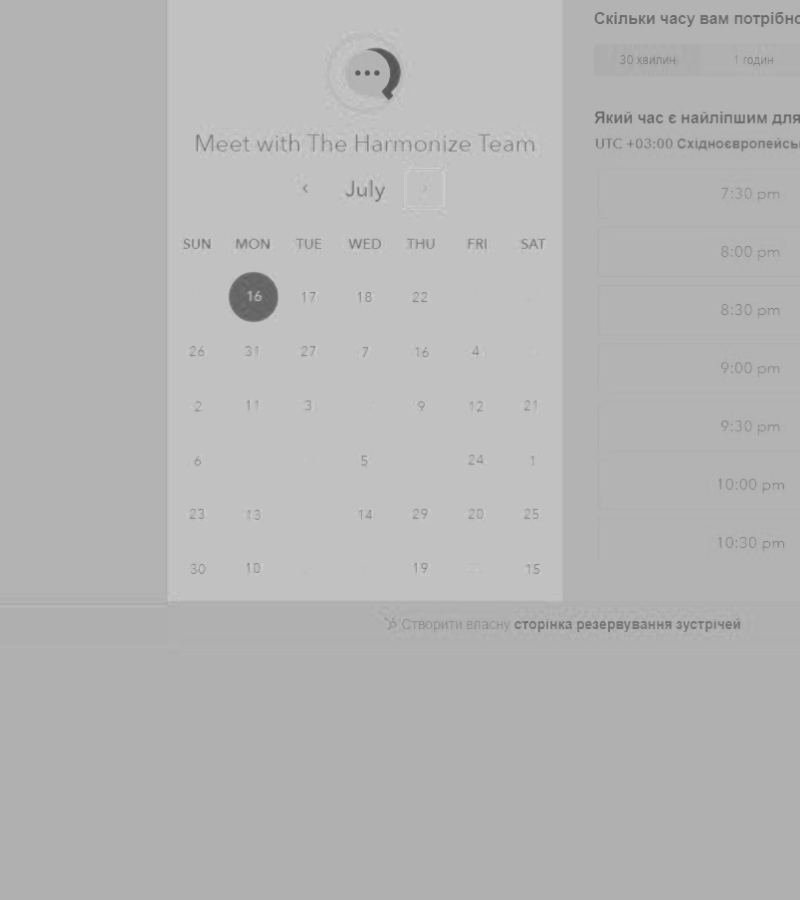 Meet with The Harmonize Team
July
SUN MON TUE WED THU FRI SAT
16 17 18 22
26 31 27 7 16 4
2 11 3 9 12 21
6 5 24 1
23 13 14 29 20 25
30 10 19 15
Скільки часу вам потрібно
30 хвилин 1 годин
Який час є найліпшим для
UTC +03:00 Східноєвропейсь
7:30 pm
8:00 pm
8:30 pm
9:00 pm
9:30 pm
10:00 pm
10:30 pm
Створити власну сторінка резервування зустрічей